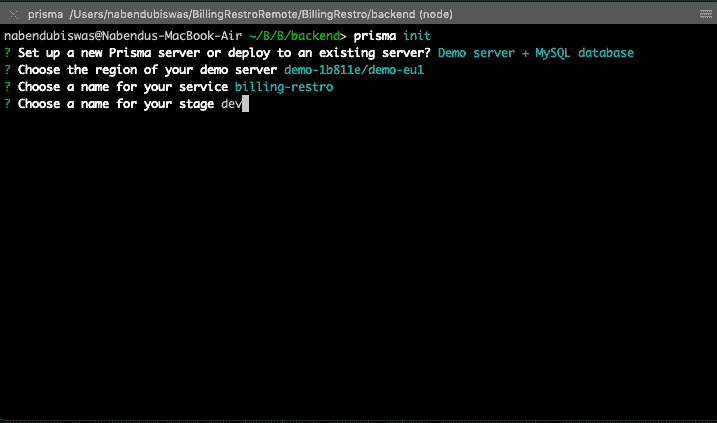 prisma /Users/nabendubiswas/BillingRestroRemote/BillingRestro/backend (node)
nabendubiswas@Nabendus-MacBook-Air ~/B/B/backend> prisma init
? Set up a new Prisma server or deploy to an existing server? Demo server + MySQL database
? Choose the region of your demo server demo-1b811e/demo-eu1
? Choose a name for your service billing-restro
? Choose a name for your stage dev